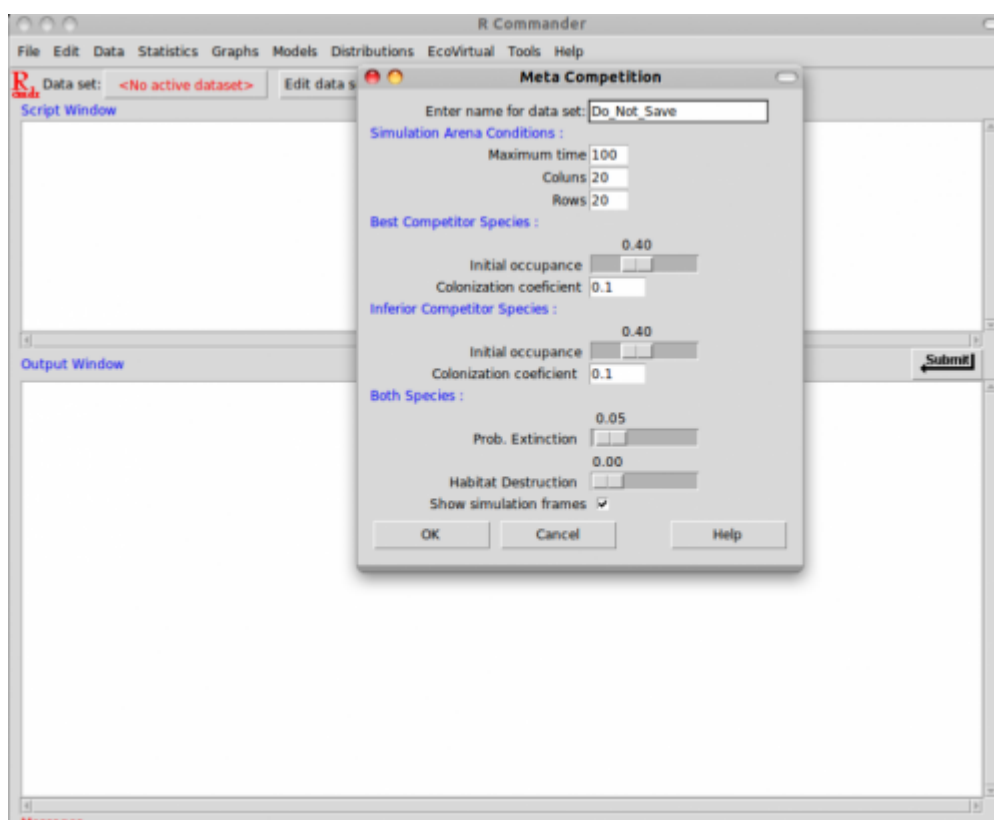 R Commander
File Edit Data Statistics Graphs Models Distributions EcoVirtual Tools Help
R Data set: <No active dataset> Edit data s
Script Window
Meta Competition
Enter name for data set: Do_Not_Save
Simulation Arena Conditions :
Maximum time 100
Coluns 20
Rows 20
Best Competitor Species :
0.40
Initial occupance
Colonization coeficient 0.1
Inferior Competitor Species :
0.40
Initial occupance
Colonization coeficient 0.1
Both Species :
0.05
Prob. Extinction
0.00
Habitat Destruction
Show simulation frames
OK Cancel Help
Output Window
Submit